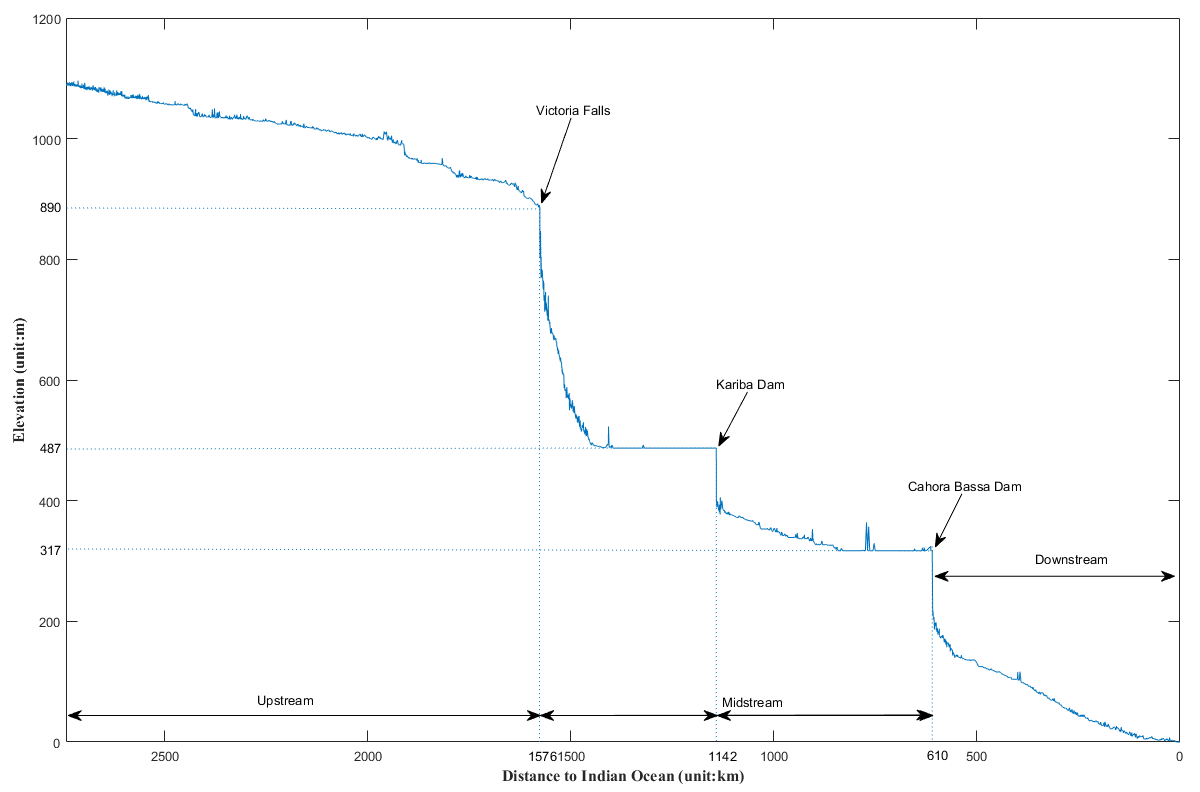 1200
Victoria Falls
1000
890
800
Kariba Dam
600
487
Cahora Bassa Dam
400
317
Downstream
200
Upstream
Midstream
0
2500
2000
1576
1500
1142
1000
610
500
0
Distance to Indian Ocean (unit:km)
Elevation (unit:m)